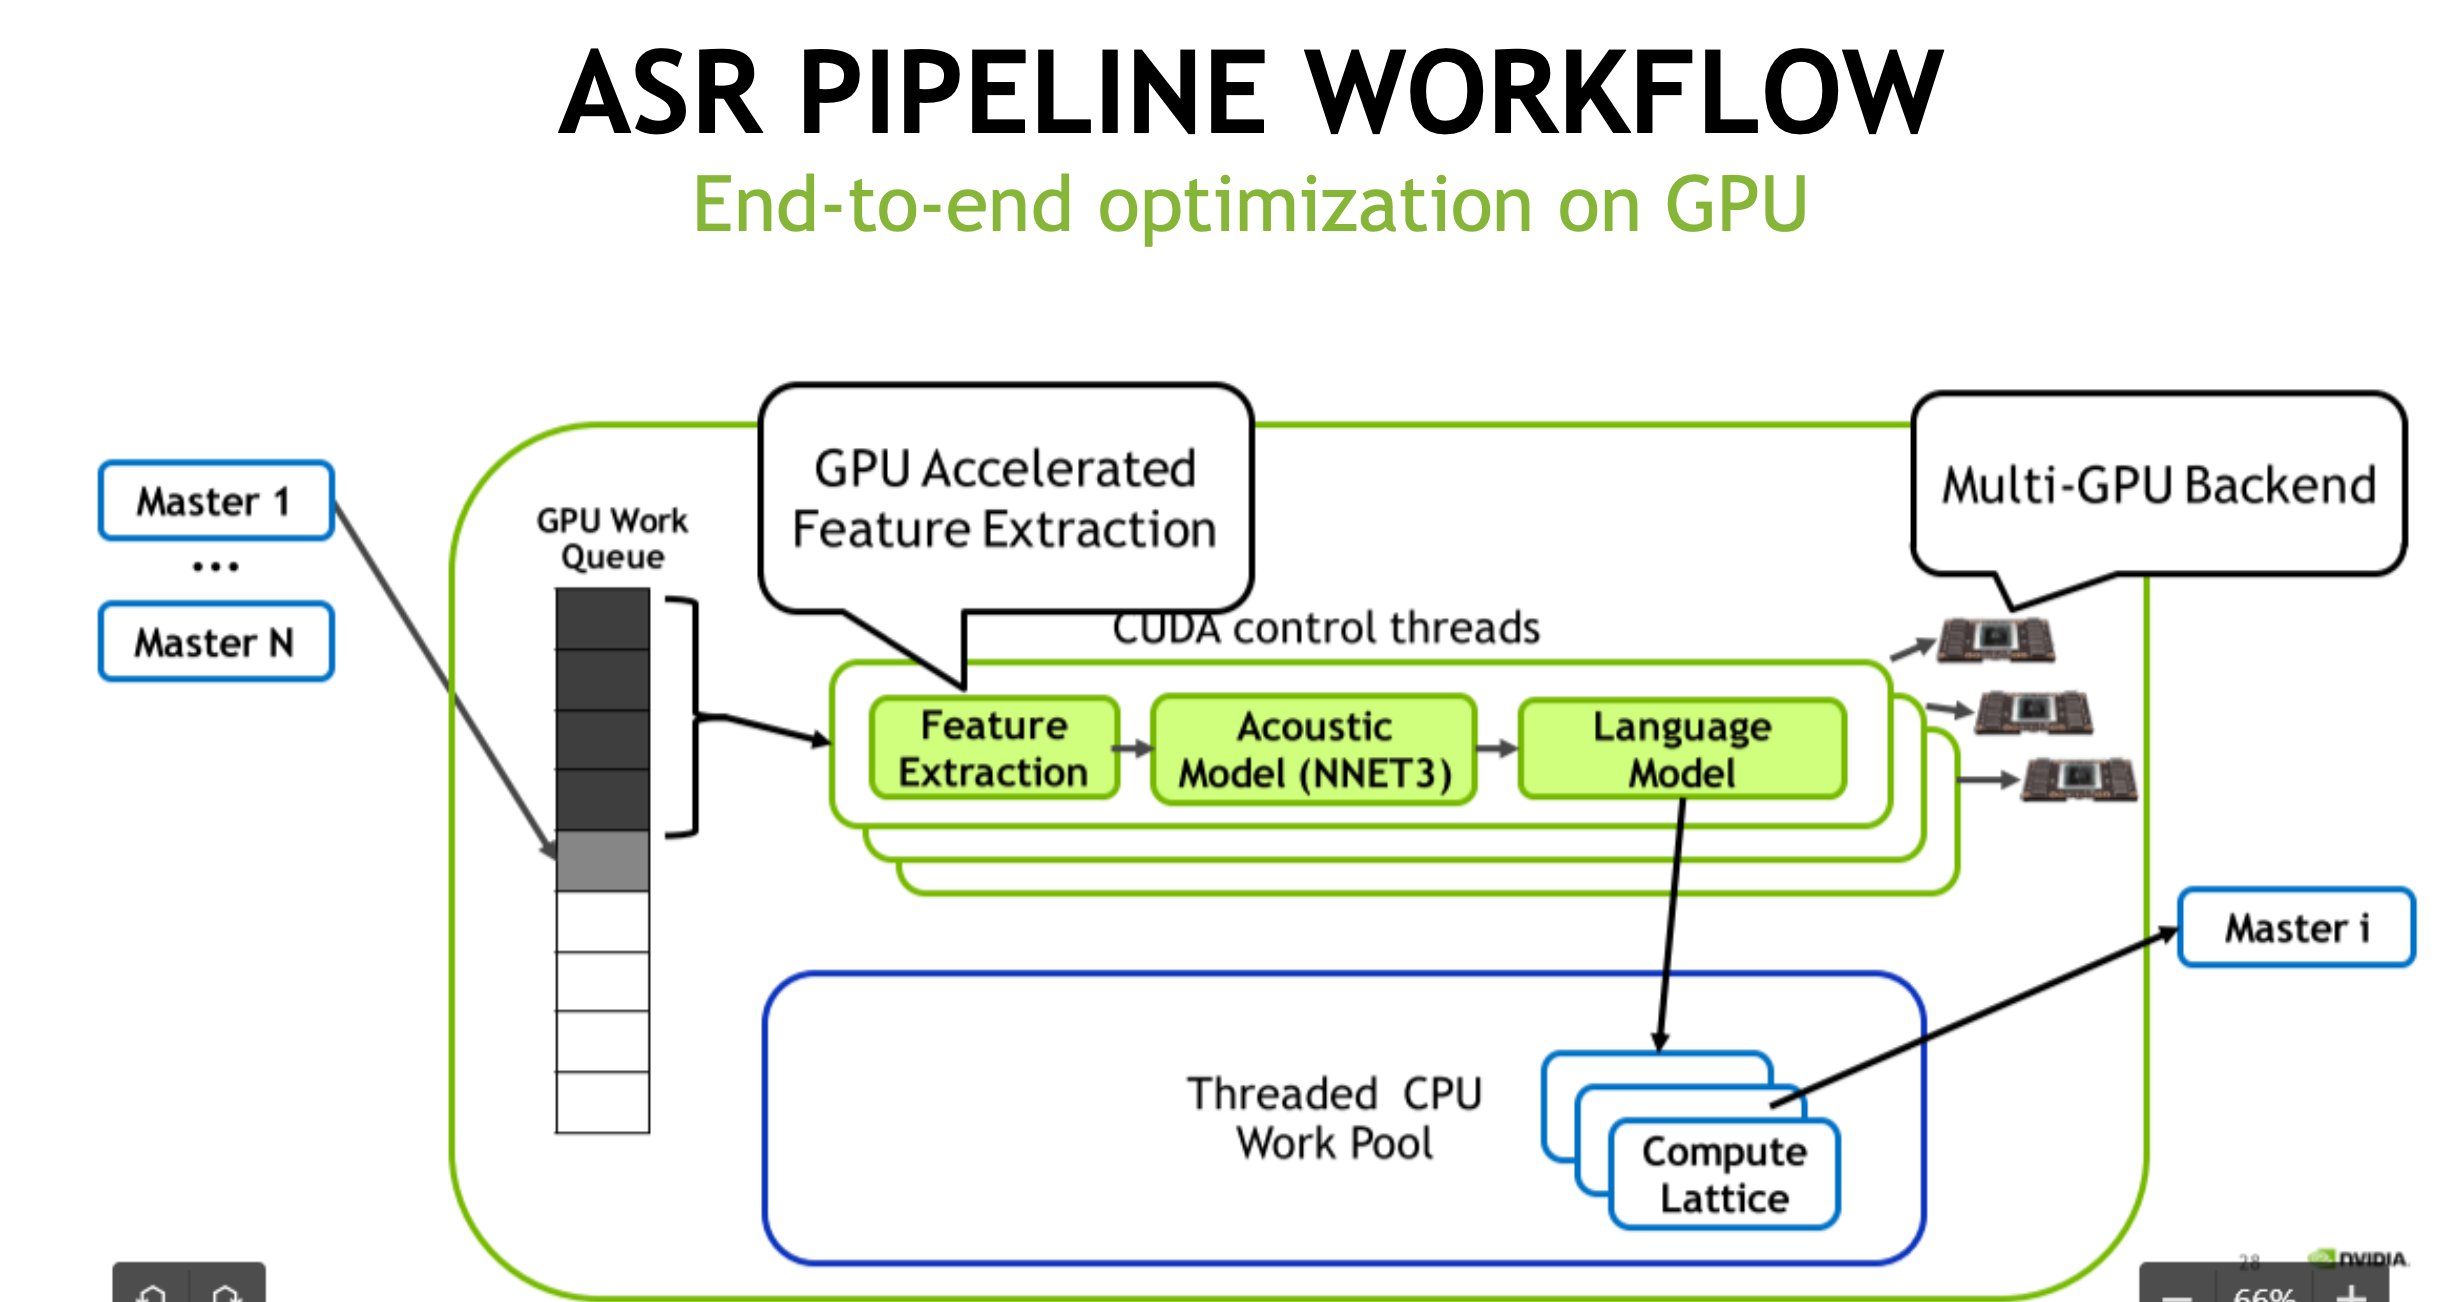 ASR PIPELINE WORKFLOW
End-to-end optimization on GPU
Master 1
...
Master N
GPU Work
Queue
GPU Accelerated
Feature Extraction
Multi-GPU Backend
CUDA control threads
Feature
Extraction
Acoustic
Model (NNET3)
Language
Model
Master i
Threaded CPU
Work Pool
Compute
Lattice
28
NVIDIA.
66%